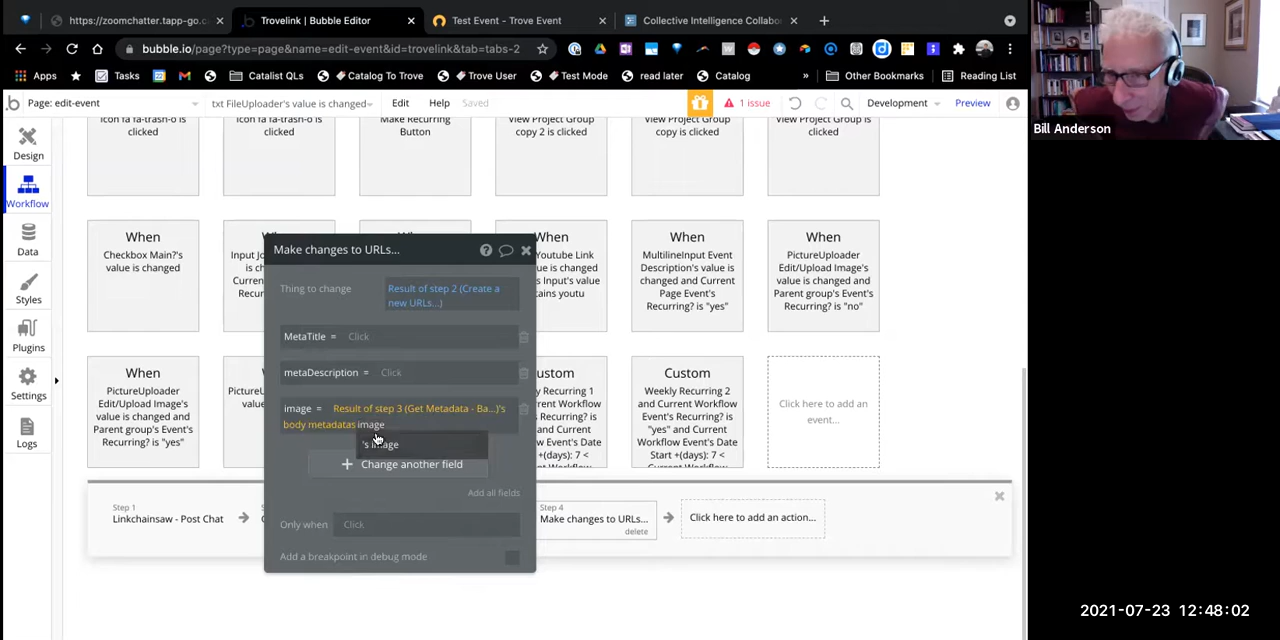 https://zoomchatter.tapp-go.c
Trovelink | Bubble Editor
Test Event - Trove Event
Collective Intelligence Collabo
bubble.io/page?type=page&name=edit-event&id=trovelink&tab=tabs-2
Apps
Tasks
Catalist QLs
Catalog To Trove
Trove User
Test Mode
read later
Catalog
Other Bookmarks
Reading List
Page: edit-event
txt FileUploader's value is changed
Edit
Help
Saved
1 issue
Development
Preview
Bill Anderson
Design
Workflow
Data
Styles
Plugins
Settings
Logs
Icon fa fa-trash-o is
clicked
Icon fa fa-trash-o is
clicked
Make Recurring
Button
View Project Group
copy 2 is clicked
View Project Group
copy is clicked
View Project Group is
clicked
When
Checkbox Main?'s
value is changed
Youtube Link
When
MultilineInput Event
Description's value is
changed and Current
Page Event's
Recurring? is "yes"
When
PictureUploader
Edit/Upload Image's
value is changed and
Parent group's Event's
Recurring? is "no"
When
PictureUploader
Edit/Upload Image's
value is changed and
Parent group's Event's
Recurring? is "yes"
Custom
Weekly Recurring 2
and Current Workflow
Event's Recurring? is
"yes" and Current
Workflow Event's Date
Start +(days): 7 <
Current Workflow
Click here to add an
event...
Make changes to URLs...
Thing to change
Result of step 2 (Create a
new URLs...)
MetaTitle =
Click
metaDescription =
Click
image =
Result of step 3 (Get Metadata - Ba...)'s
body metadatas image
's image
Change another field
Add all fields
Only when
Click
Add a breakpoint in debug mode
Step 1
Linkchainsaw - Post Chat
Step 4
Make changes to URLs...
delete
Click here to add an action...
2021-07-23 12:48:02